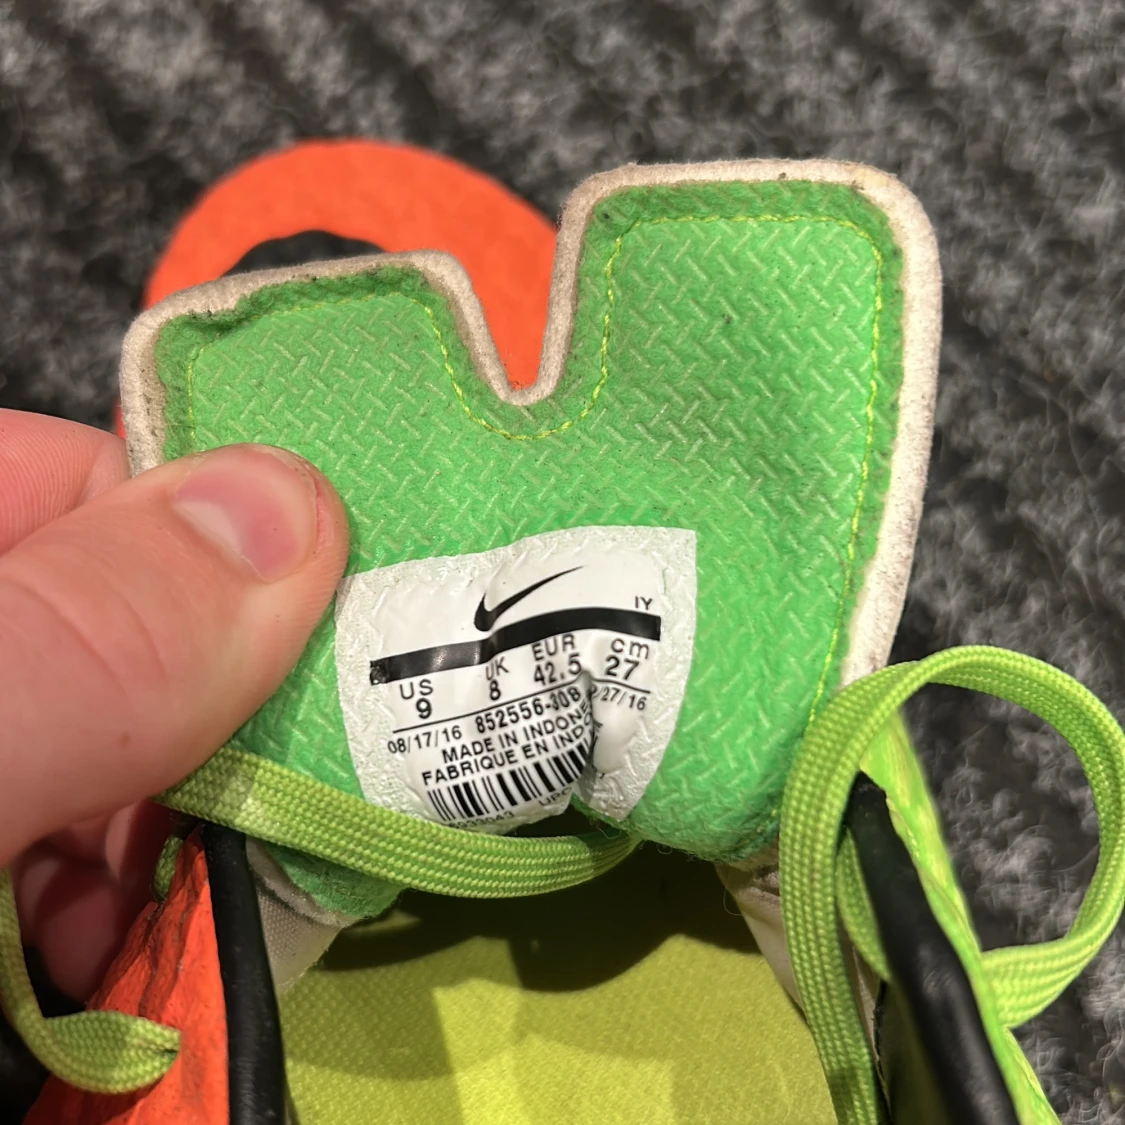 IY
US UK EUR cm
9 8 42.5 27
08/17/16 852556-308 /27/16
MADE IN INDONE
FABRIQUE EN INDO
UPC